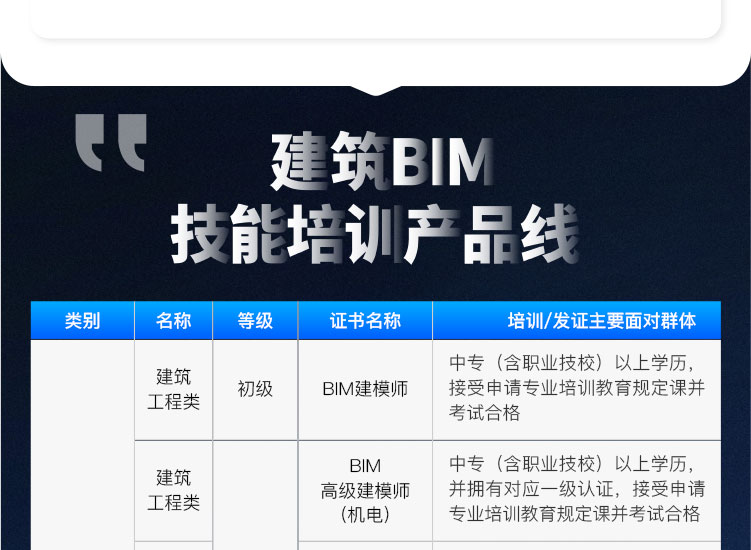 建筑BIM
技能培训产品线
类别 名称 等级 证书名称 培训/发证主要面对群体
建筑
工程类
初级
BIM建模师
中专（含职业技校）以上学历，
接受申请专业培训教育规定课并
考试合格
建筑
工程类
BIM
高级建模师
（机电）
中专（含职业技校）以上学历，
并拥有对应一级认证，接受申请
专业培训教育规定课并考试合格